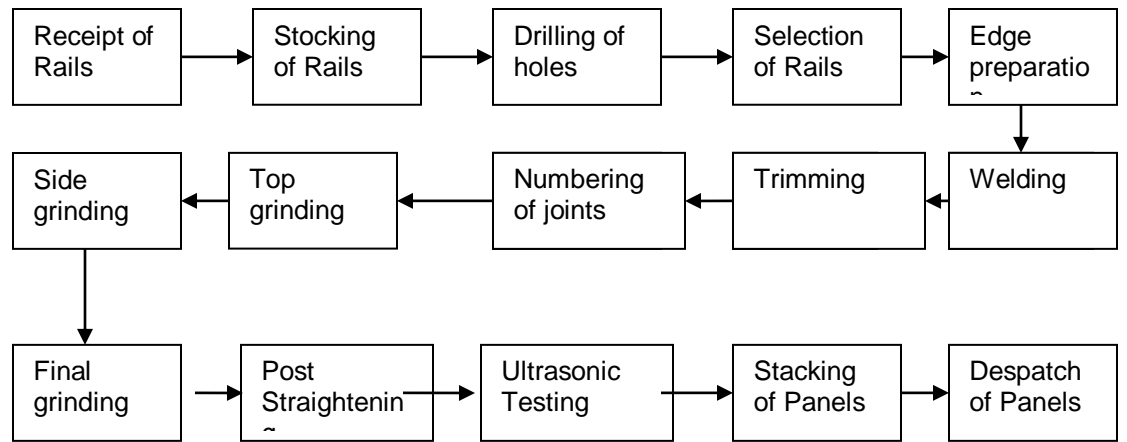 Receipt of
Rails
Stocking
of Rails
Drilling of
holes
Selection
of Rails
Edge
preparatio
n
Side
grinding
Top
grinding
Numbering
of joints
Trimming
Welding
Final
grinding
Post
Straightenin
g
Ultrasonic
Testing
Stacking
of Panels
Despatch
of Panels